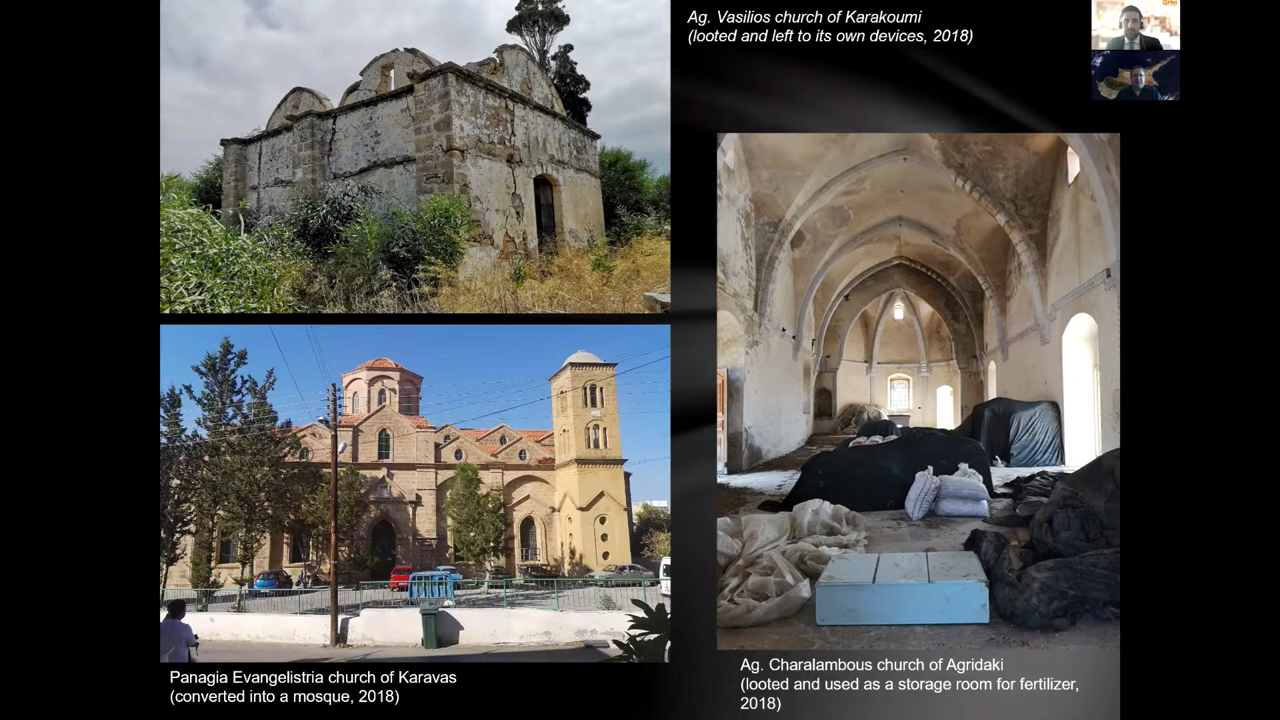 Ag. Vasilios church of Karakoumi
(looted and left to its own devices, 2018)
Panagia Evangelistria church of Karavas
(converted into a mosque, 2018)
Ag. Charalambous church of Agridaki
(looted and used as a storage room for fertilizer,
2018)